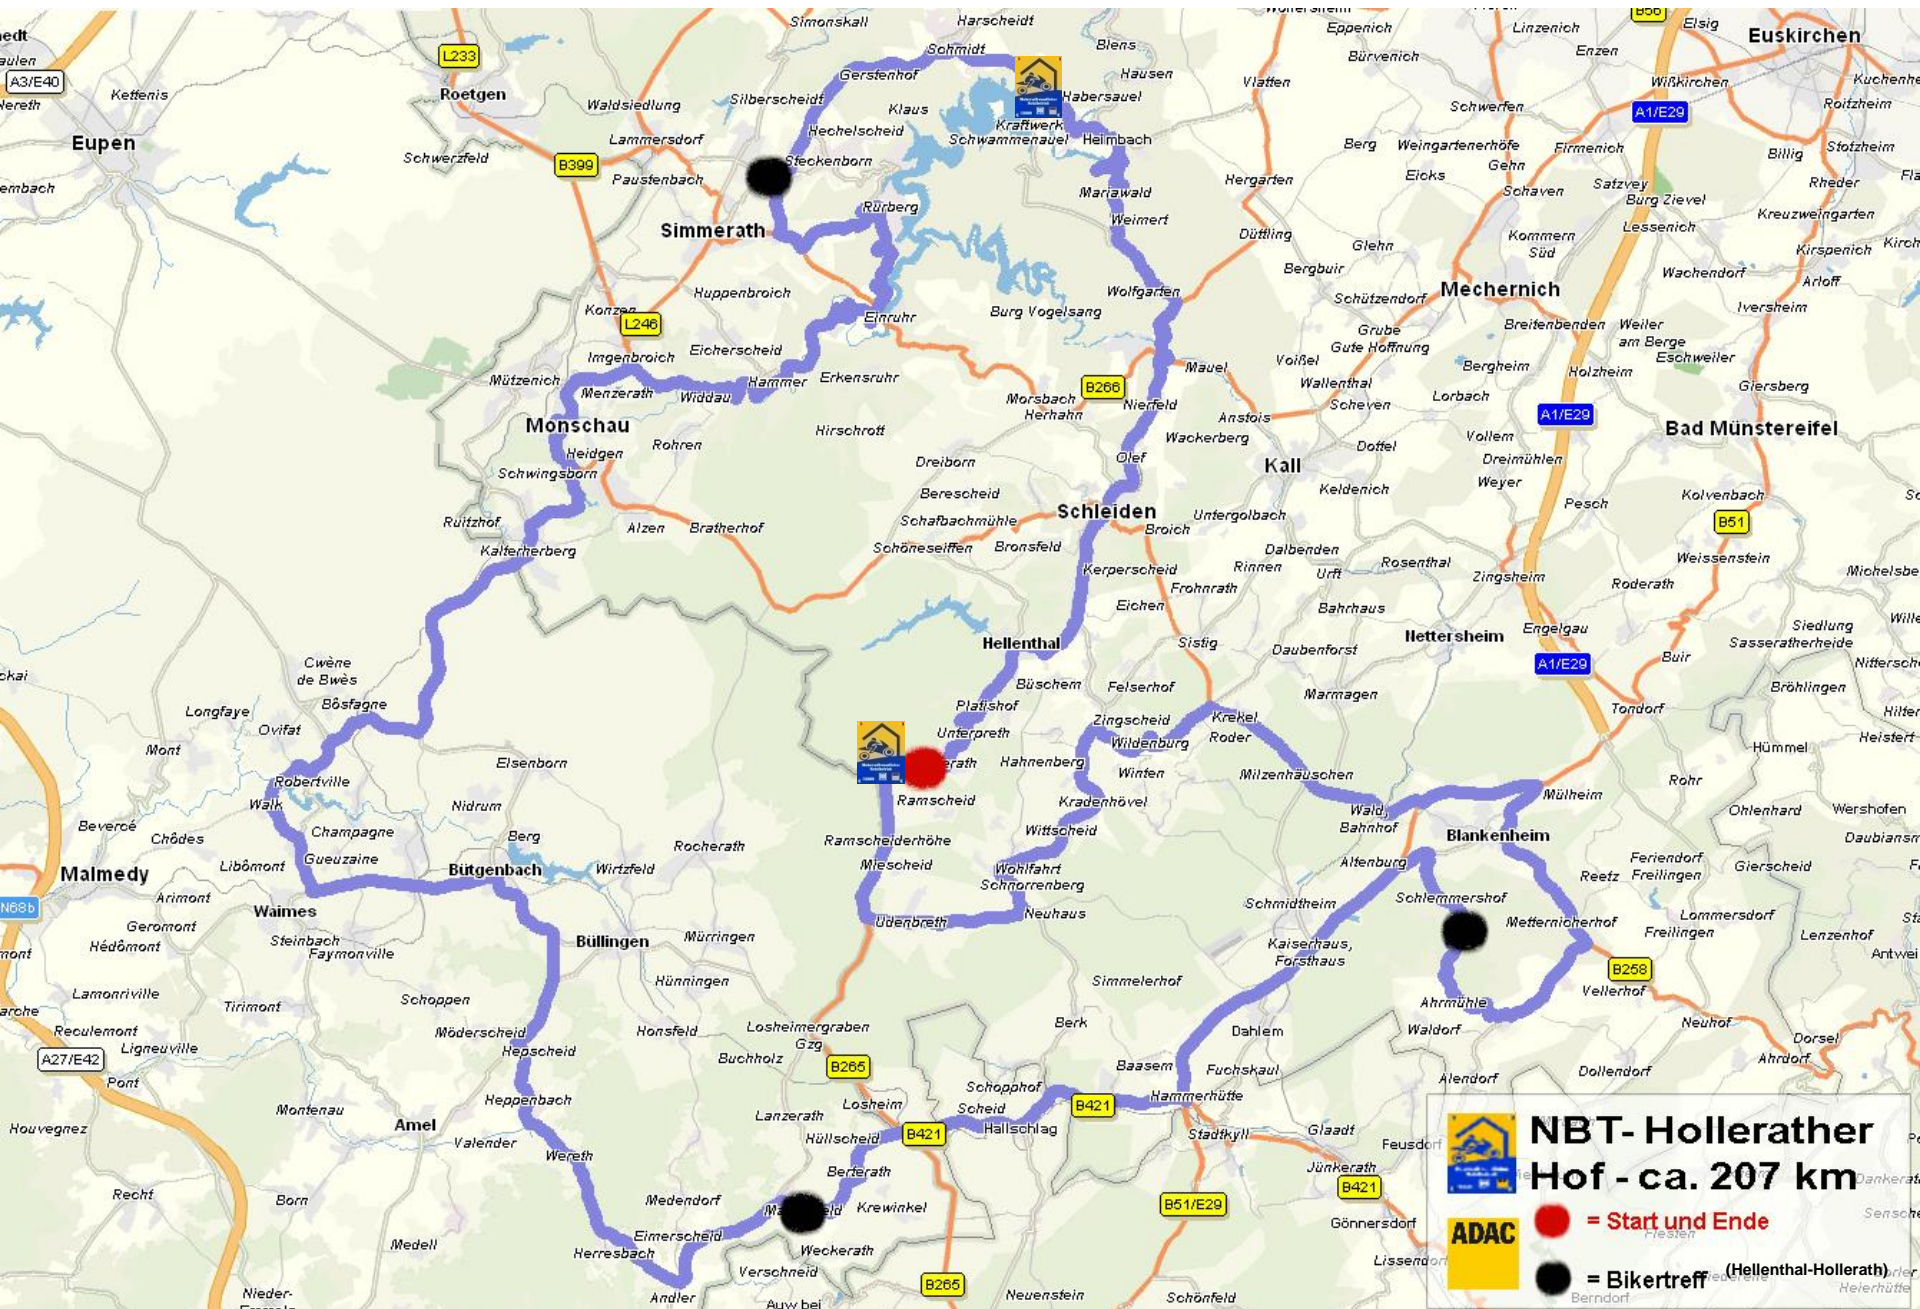 Simonskall
Harscheidt
Eppenich
Linzenich
B56
Elsig
Euskirchen
L233
Schmidt
Blens
Bürvenich
Enzen
A3/E40
Kettenis
Roetgen
Gerstenhof
Hausen
Vlatten
Wißkirchen
Silberscheidt
Waldsiedlung
Klaus
Habersauel
Schwerfen
A1/E29
Roitzheim
Eupen
Lammersdorf
Hechelscheid
Kraftwerk
Schwammenauel
Heimbach
Berg
Weingartenerhöfe
Firmenich
Billig
Stotzheim
Schwerzfeld
B399
Paustenbach
Steckenborn
Hergarten
Eicks
Gehn
Schaven
Satzvey
Burg Zievel
Rheder
Mariawald
Simmerath
Rurberg
Weimert
Düttling
Glehn
Kommern
Süd
Lessenich
Kreuzweingarten
Kirspenich
Bergbuir
Wachendorf
Arloff
Huppenbroich
Wolfgarten
Schützendorf
Mechernich
Iversheim
Konzen
L246
Einruhr
Burg Vogelsang
Grube
Gute Hoffnung
Breitenbenden
Weiler
am Berge
Eschweiler
Imgenbroich
Eicherscheid
Voißel
Bergheim
Holzheim
Mützenich
Menzerath
Widdau
Hammer
Erkensruhr
Mauel
Wallenthal
Giersberg
B266
Morsbach
Herhahn
Nierfeld
Anstois
Scheven
Lorbach
A1/E29
Monschau
Heidgen
Rohren
Hirschrott
Wackerberg
Dottel
Vollem
Dreimühlen
Weyer
Bad Münstereifel
Schwingsborn
Dreiborn
Olef
Kall
Keldenich
Pesch
Kolvenbach
Berescheid
Schleiden
Untergolbach
B51
Ruitzhof
Alzen
Bratherhof
Schafbachmühle
Broich
Kalterherberg
Schöneseiffen
Bronsfeld
Dalbenden
Weissenstein
Kerperscheid
Rinnen
Urft
Rosenthal
Zingsheim
Roderath
Frohnrath
Eichen
Bahrhaus
Hellenthal
Sistig
Nettersheim
Engelgau
Siedlung
Sasseratherheide
Daubenforst
Buir
A1/E29
Cwène
de Bwès
Büschem
Felserhof
Marmagen
Bröhlingen
Longfaye
Bôsfagne
Platishof
Zingscheid
Krekel
Tondorf
Ovifat
Unterpreth
Wildenburg
Roder
Hümmel
Heistert
Mont
Elsenborn
Hahnenberg
Winten
Milzenhäuschen
Rohr
Robertville
Walk
Nidrum
Ramscheid
Kradenhövel
Mülheim
Ohlenhard
Wershofen
Bevercé
Chôdes
Champagne
Berg
Rocherath
Ramscheiderhöhe
Wittscheid
Wald,
Bahnhof
Blankenheim
Malmedy
Libômont
Gueuzaine
Bütgenbach
Wirtzfeld
Miescheid
Wohlfahrt
Schnorrenberg
Altenburg
Reetz
Feriendorf
Freilingen
Gierscheid
N68b
Arimont
Waimes
Geromont
Hédômont
Steinbach
Faymonville
Büllingen
Mürringen
Udenbreth
Neuhaus
Schmidtheim
Schlemmershof
Metternicherhof
Lommersdorf
Freilingen
Lenzenhof
Kaiserhaus,
Forsthaus
Hünningen
Simmelerhof
B258
Vellerhof
Lamonriville
Tirimont
Schoppen
Ahrmühle
Reculemont
Möderscheid
Honsfeld
Losheimergraben
Gzg
Berk
Dahlem
Waldorf
Neuhof
Dorsel
A27/E42
Ligneuville
Hepscheid
Buchholz
B265
Baasem
Fuchskaul
Alendorf
Dollendorf
Ahrdorf
Pont
Montenau
Heppenbach
Schopphof
Scheid
B421
Hammerhütte
Houvegnez
Amel
Valender
Lanzerath
Losheim
Hüllscheid
B421
Hallschlag
Stadtkyll
Glaadt
Feusdorf
Wereth
Berterath
Jünkerath
B421
Recht
Born
Medendorf
Krewinkel
B51/E29
Gönnersdorf
Medell
Eimerscheid
Herresbach
Weckerath
Verschneid
Lissendorf
Andler
B265
Neuenstein
Schönfeld
Berndorf
NBT- Hollerather
Hof - ca. 207 km
= Start und Ende
ADAC
= Bikertreff (Hellenthal-Hollerath)